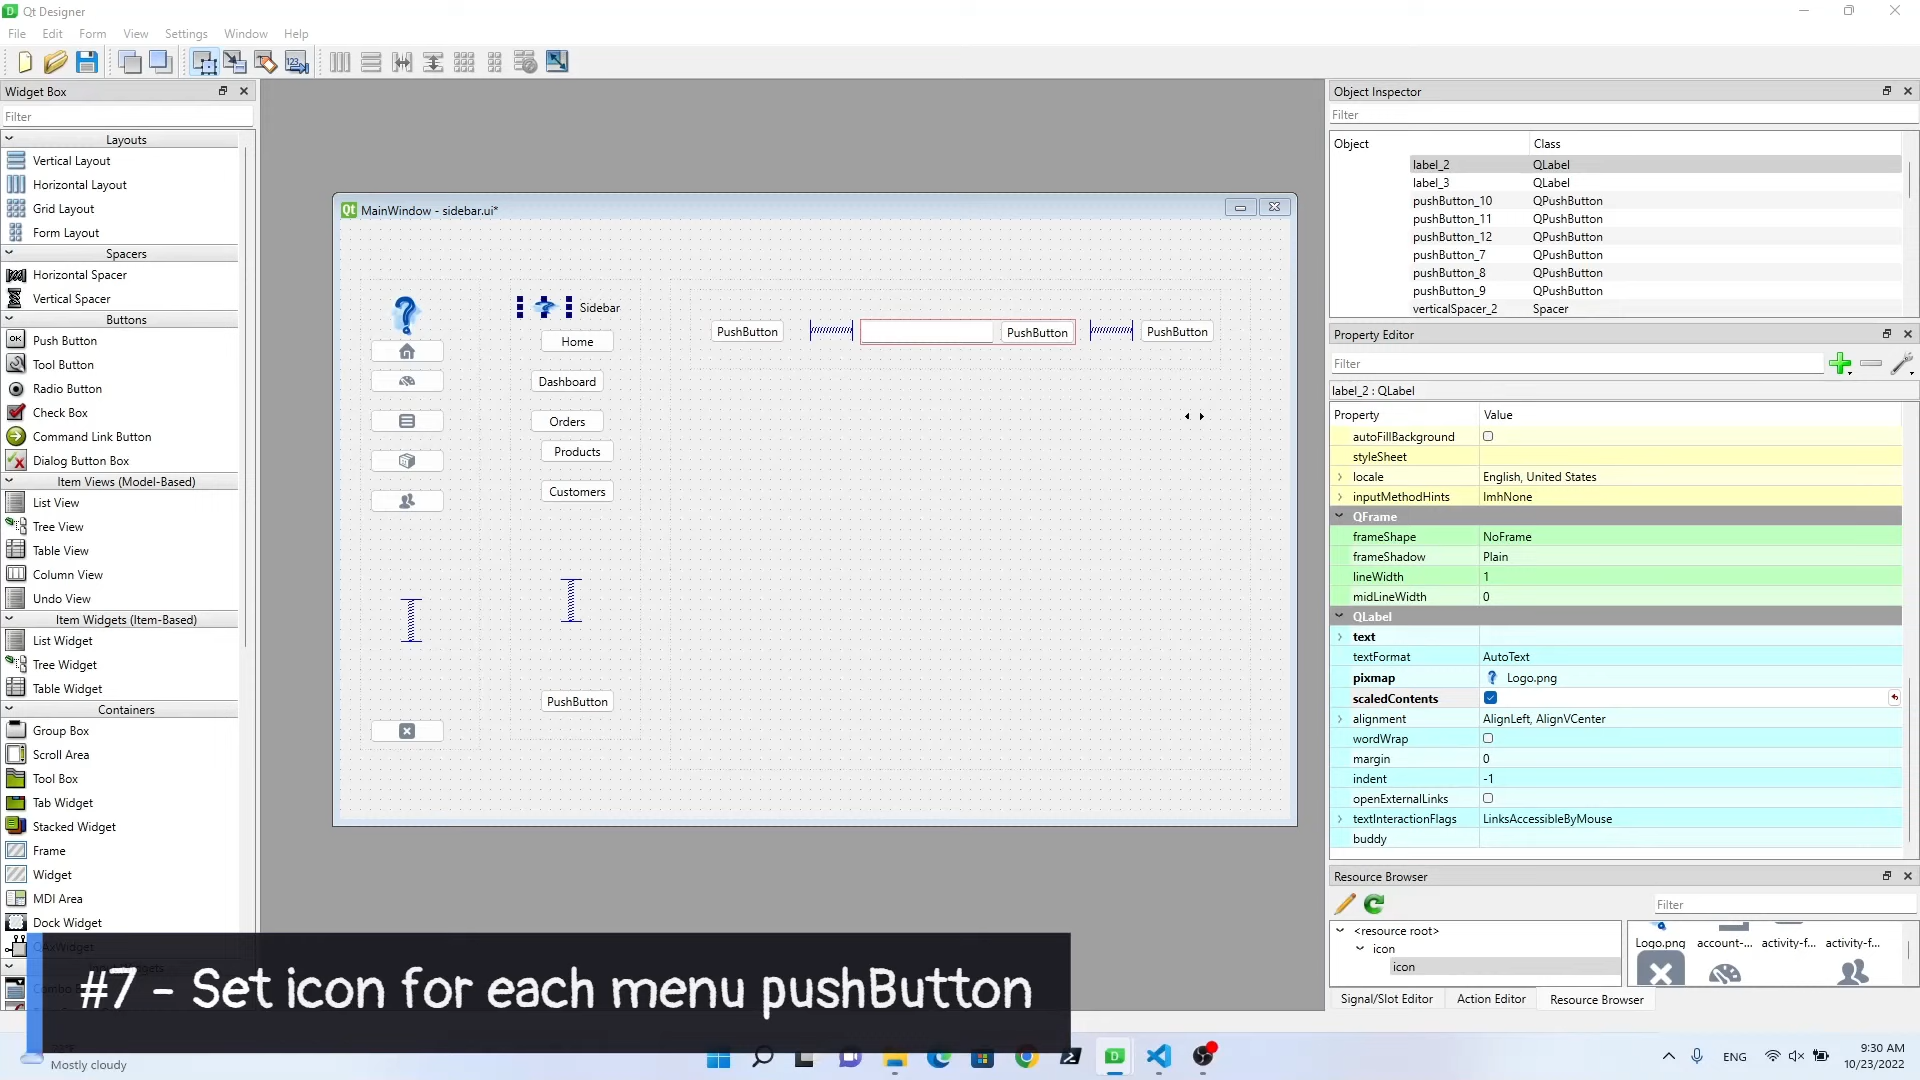 Qt Designer
File Edit Form View Settings Window Help
Widget Box
Filter
Layouts
Vertical Layout
Horizontal Layout
Grid Layout
Form Layout
Spacers
Horizontal Spacer
Vertical Spacer
Buttons
Push Button
Tool Button
Radio Button
Check Box
Command Link Button
Dialog Button Box
Item Views (Model-Based)
List View
Tree View
Table View
Column View
Undo View
Item Widgets (Item-Based)
List Widget
Tree Widget
Table Widget
Containers
Group Box
Scroll Area
Tool Box
Tab Widget
Stacked Widget
Frame
Widget
MDI Area
Dock Widget
MainWindow - sidebar.ui*
Sidebar
Home
Dashboard
Orders
Products
Customers
PushButton
PushButton
PushButton
PushButton
Object Inspector
Filter
Object Class
label_2 QLabel
label_3 QLabel
pushButton_10 QPushButton
pushButton_11 QPushButton
pushButton_12 QPushButton
pushButton_7 QPushButton
pushButton_8 QPushButton
pushButton_9 QPushButton
verticalSpacer_2 Spacer
Property Editor
Filter
label_2 : QLabel
Property Value
autoFillBackground
styleSheet
locale English, United States
inputMethodHints ImhNone
QFrame
frameShape NoFrame
frameShadow Plain
lineWidth 1
midLineWidth 0
QLabel
text
textFormat AutoText
pixmap Logo.png
scaledContents
alignment AlignLeft, AlignVCenter
wordWrap
margin 0
indent -1
openExternalLinks
textInteractionFlags LinksAccessibleByMouse
buddy
Resource Browser
Filter
<resource root>
icon
icon
Logo.png account-... activity-f... activity-f...
Signal/Slot Editor Action Editor Resource Browser
#7 - Set icon for each menu pushButton
Mostly cloudy
ENG
9:30 AM
10/23/2022